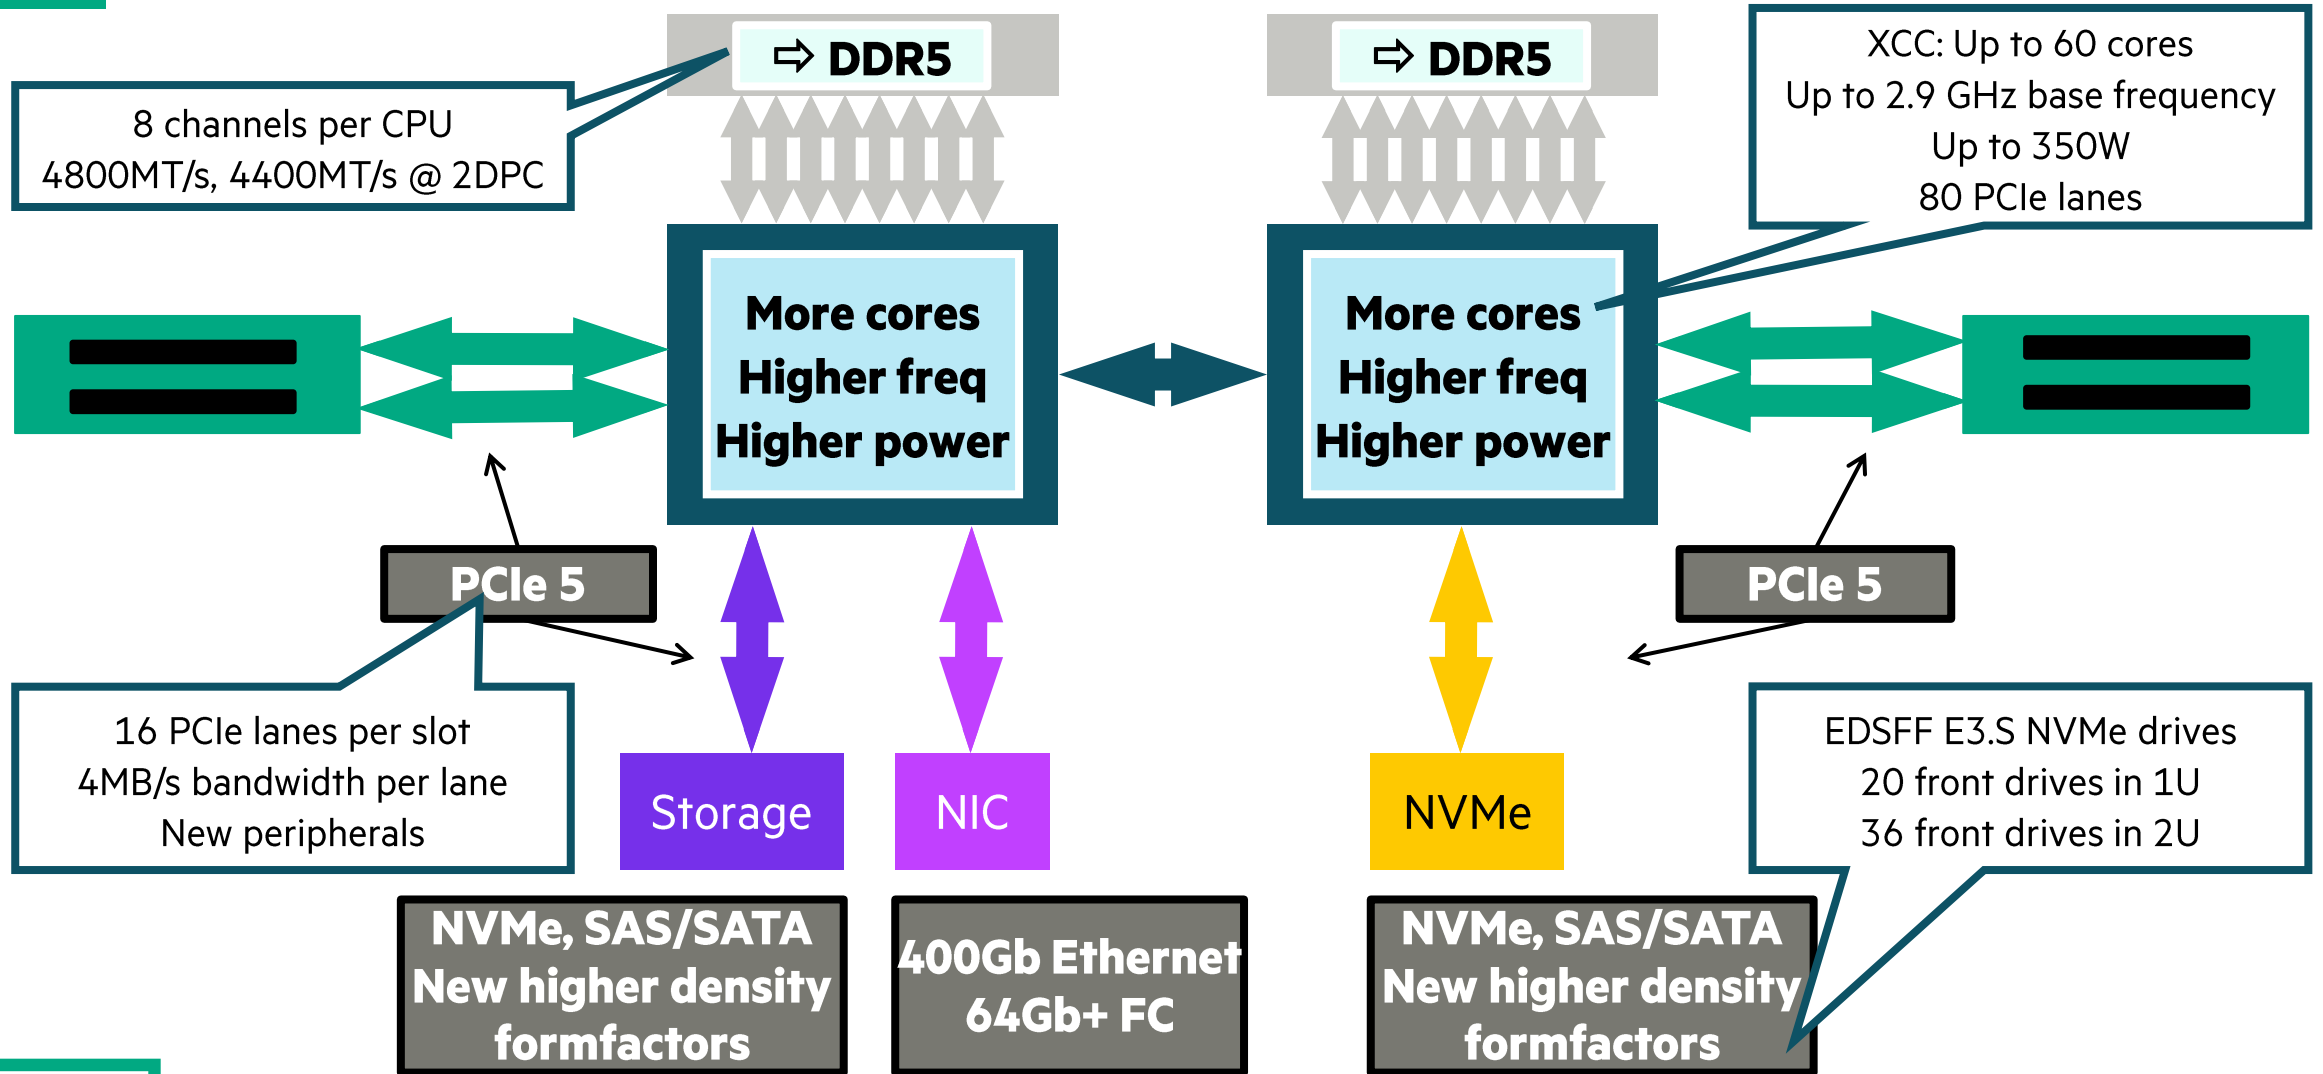 ⇨ DDR5
⇨ DDR5
8 channels per CPU
4800MT/s, 4400MT/s @ 2DPC
XCC: Up to 60 cores
Up to 2.9 GHz base frequency
Up to 350W
80 PCIe lanes
More cores
Higher freq
Higher power
More cores
Higher freq
Higher power
PCIe 5
PCIe 5
16 PCIe lanes per slot
4MB/s bandwidth per lane
New peripherals
Storage
NIC
NVMe
EDSFF E3.S NVMe drives
20 front drives in 1U
36 front drives in 2U
NVMe, SAS/SATA
New higher density
formfactors
400Gb Ethernet
64Gb+ FC
NVMe, SAS/SATA
New higher density
formfactors